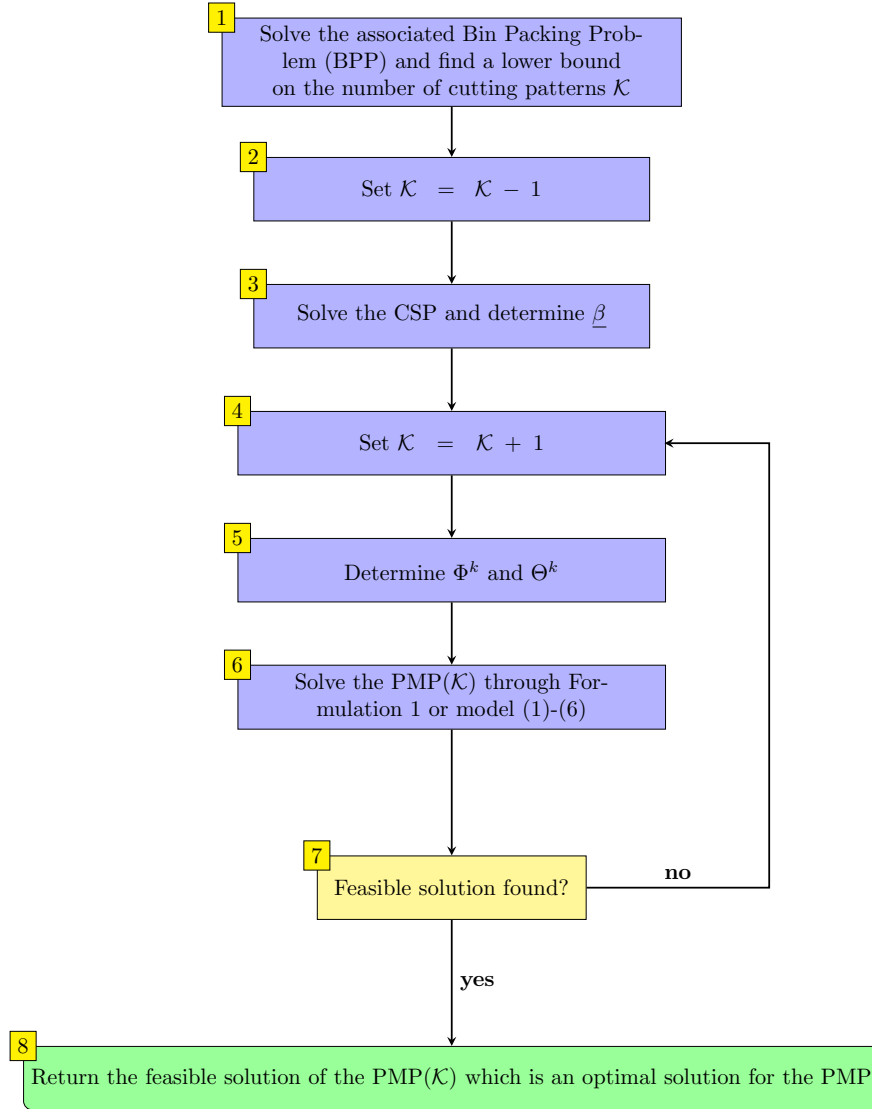 1
Solve the associated Bin Packing Prob-
lem (BPP) and find a lower bound
on the number of cutting patterns 𝒦
2
Set 𝒦 = 𝒦 − 1
3
Solve the CSP and determine β̲
4
Set 𝒦 = 𝒦 + 1
5
Determine Φ^k and Θ^k
6
Solve the PMP(𝒦) through For-
mulation 1 or model (1)-(6)
7
Feasible solution found?
no
yes
8
Return the feasible solution of the PMP(𝒦) which is an optimal solution for the PMP